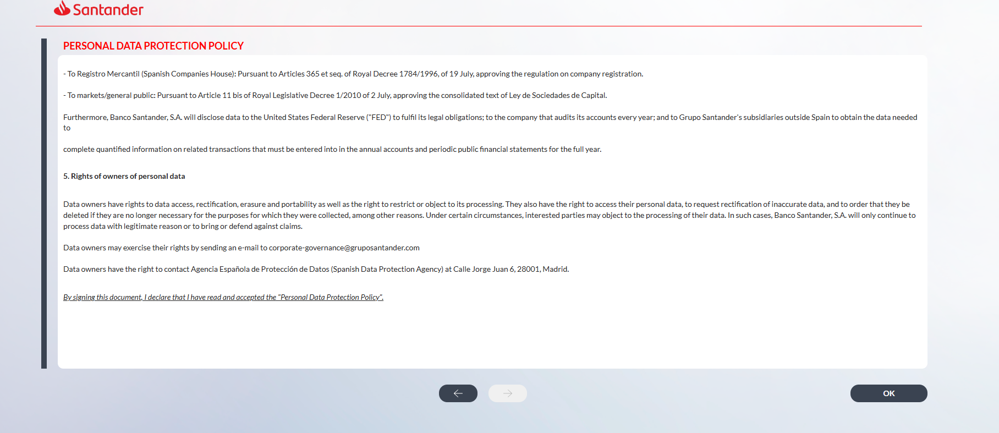 Santander
PERSONAL DATA PROTECTION POLICY
- To Registro Mercantil (Spanish Companies House): Pursuant to Articles 365 et seq. of Royal Decree 1784/1996, of 19 July, approving the regulation on company registration.
- To markets/general public: Pursuant to Article 11 bis of Royal Legislative Decree 1/2010 of 2 July, approving the consolidated text of Ley de Sociedades de Capital.
Furthermore, Banco Santander, S.A. will disclose data to the United States Federal Reserve ("FED") to fulfil its legal obligations; to the company that audits its accounts every year; and to Grupo Santander's subsidiaries outside Spain to obtain the data needed
to
complete quantified information on related transactions that must be entered into in the annual accounts and periodic public financial statements for the full year.
5. Rights of owners of personal data
Data owners have rights to data access, rectification, erasure and portability as well as the right to restrict or object to its processing. They also have the right to access their personal data, to request rectification of inaccurate data, and to order that they be
deleted if they are no longer necessary for the purposes for which they were collected, among other reasons. Under certain circumstances, interested parties may object to the processing of their data. In such cases, Banco Santander, S.A. will only continue to
process data with legitimate reason or to bring or defend against claims.
Data owners may exercise their rights by sending an e-mail to corporate-governance@gruposantander.com
Data owners have the right to contact Agencia Española de Protección de Datos (Spanish Data Protection Agency) at Calle Jorge Juan 6, 28001, Madrid.
By signing this document, I declare that I have read and accepted the "Personal Data Protection Policy".
OK